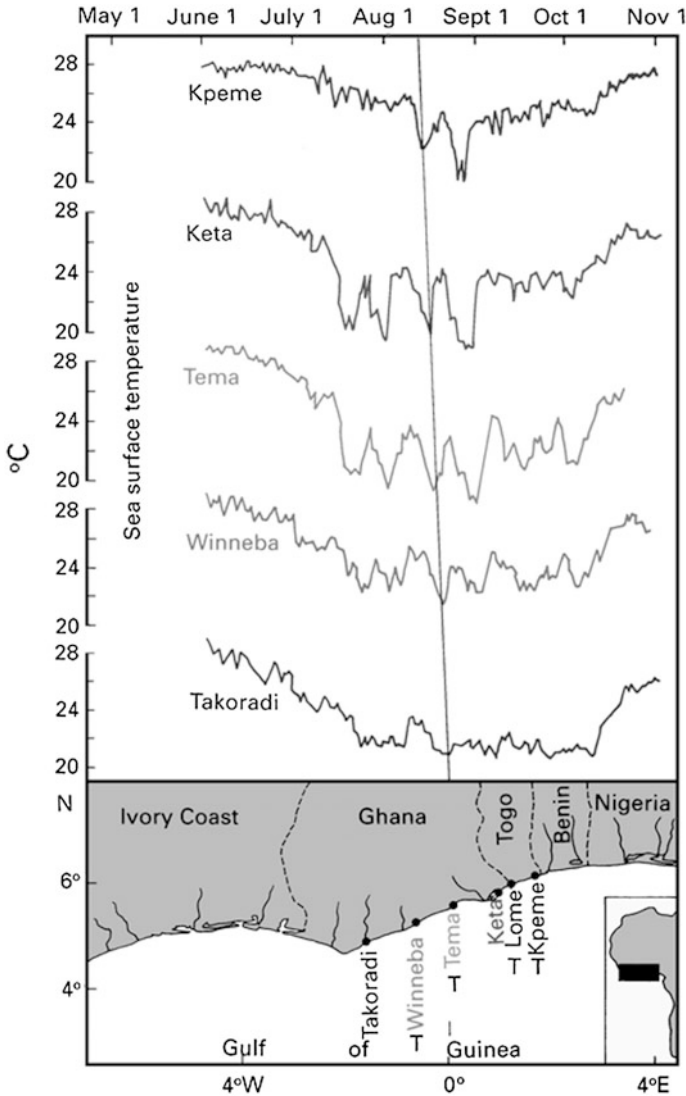 May 1 June 1 July 1 Aug 1 Sept 1 Oct 1 Nov 1
28
Kpeme
24
20
28
Keta
24
20
28
Tema
24
20
28
Winneba
24
20
28
Takoradi
24
20
°C
Sea surface temperature
N
Ivory Coast
Ghana
Togo
Benin
Nigeria
6°
4°
Takoradi
Winneba
Tema
Keta
Lome
Kpeme
T
T
T
T
Gulf of Guinea
4°W 0° 4°E